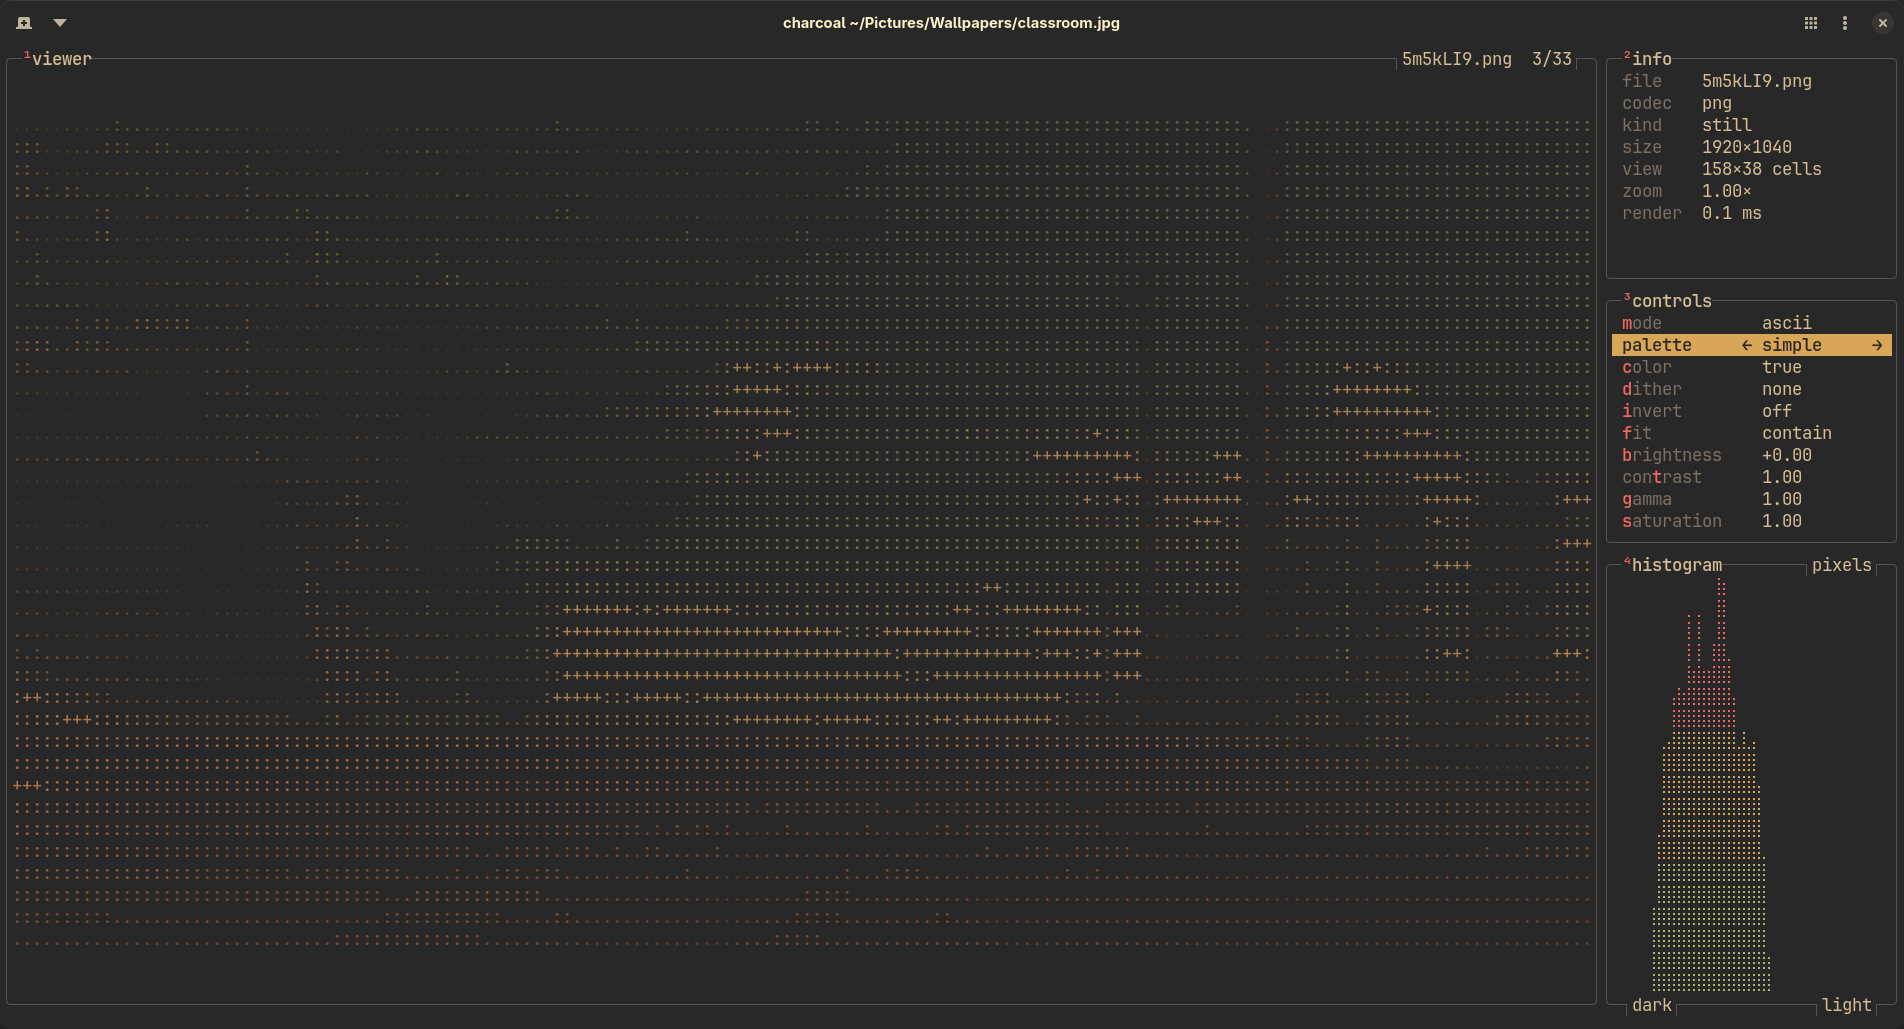 charcoal ~/Pictures/Wallpapers/classroom.jpg
1viewer
5m5kLI9.png 3/33
2info
file 5m5kLI9.png
codec png
kind still
size 1920×1040
view 158×38 cells
zoom 1.00×
render 0.1 ms
3controls
mode ascii
palette ← simple →
color true
dither none
invert off
fit contain
brightness +0.00
contrast 1.00
gamma 1.00
saturation 1.00
4histogram pixels
dark light